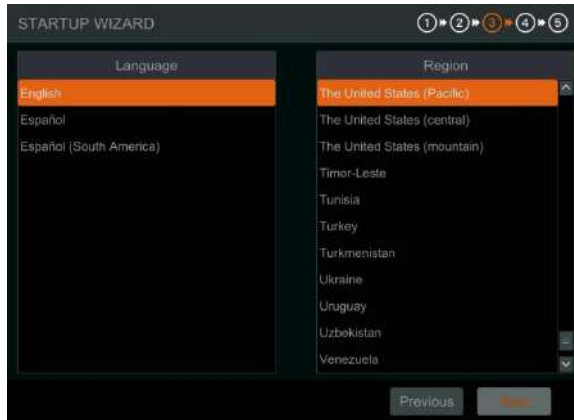 STARTUP WIZARD
1 2 3 4 5
Language
English
Español
Español (South America)
Region
The United States (Pacific)
The United States (central)
The United States (mountain)
Timor-Leste
Tunisia
Turkey
Turkmenistan
Ukraine
Uruguay
Uzbekistan
Venezuela
Previous